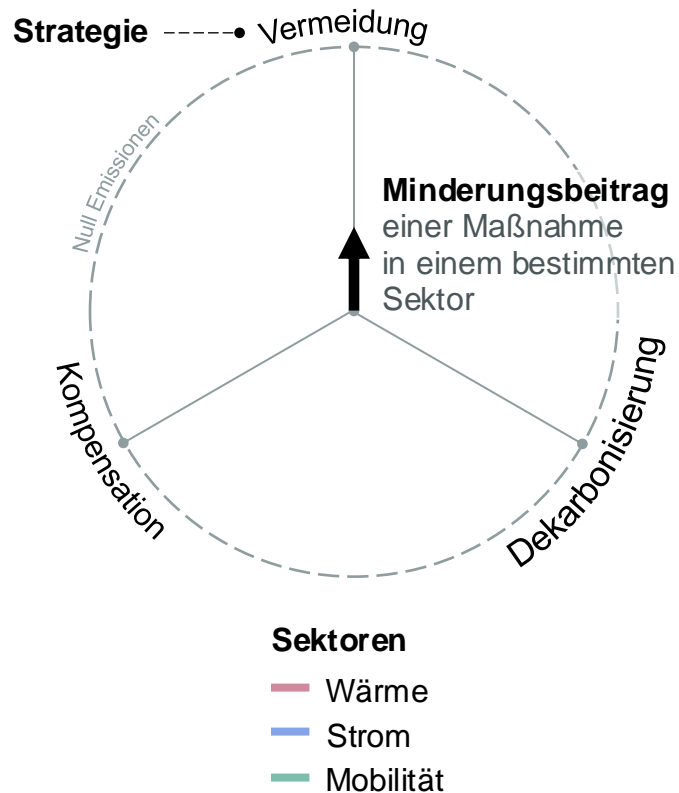 Strategie
Vermeidung
Null Emissionen
Minderungsbeitrag
einer Maßnahme
in einem bestimmten
Sektor
Kompensation
Dekarbonisierung
Sektoren
Wärme
Strom
Mobilität